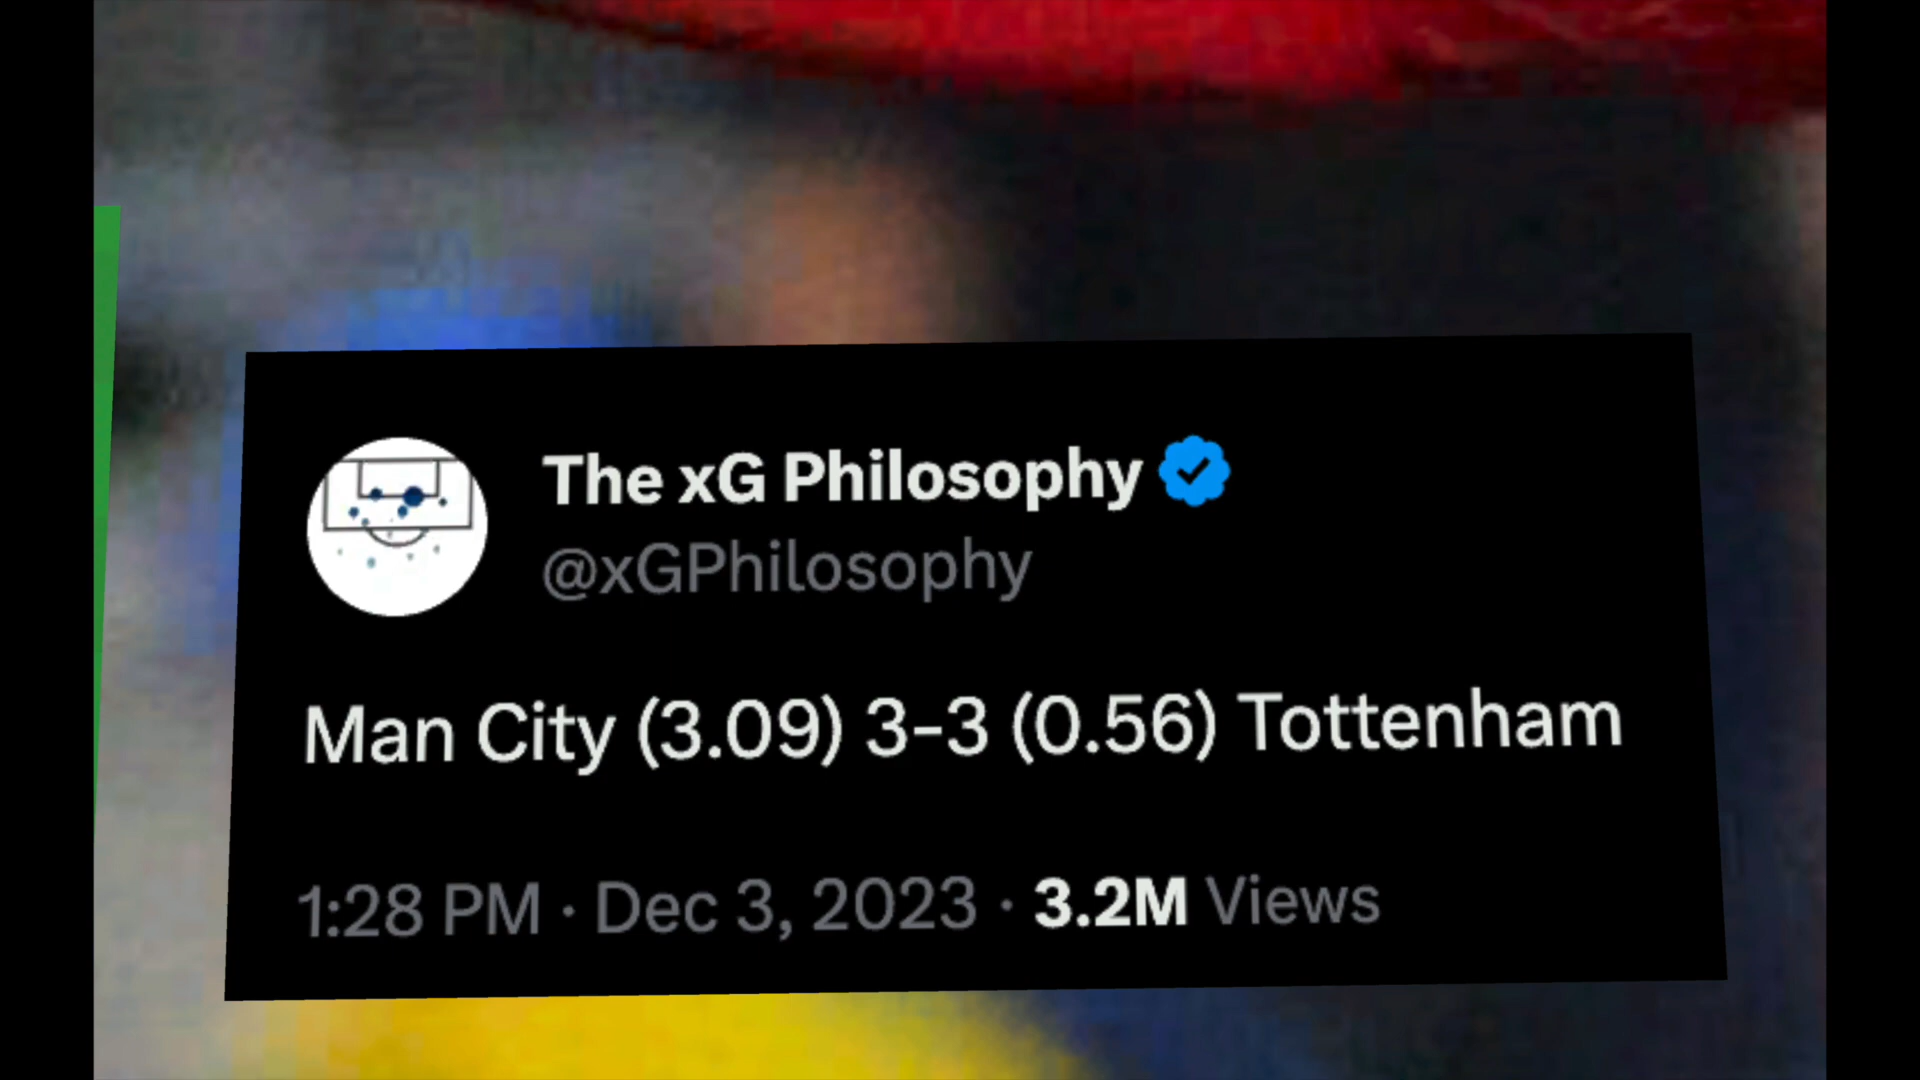 The xG Philosophy
@xGPhilosophy
Man City (3.09) 3-3 (0.56) Tottenham
1:28 PM · Dec 3, 2023 · 3.2M Views